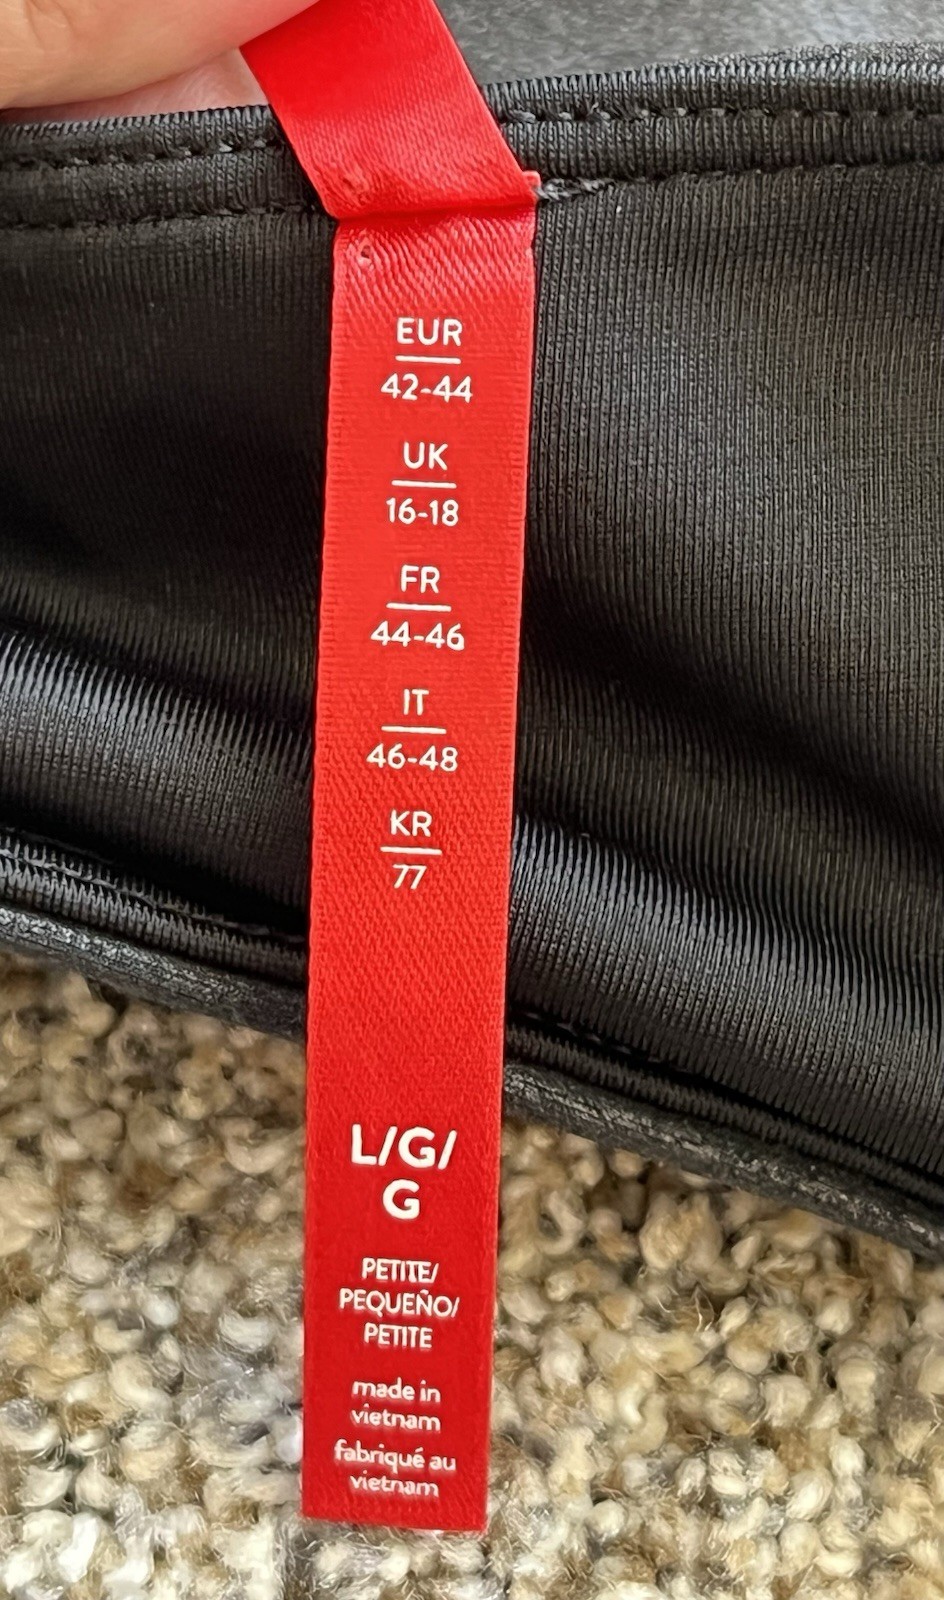 EUR
42-44
UK
16-18
FR
44-46
IT
46-48
KR
77
L/G/
G
PETITE/
PEQUEÑO/
PETITE
made in
vietnam
fabriqué au
vietnam